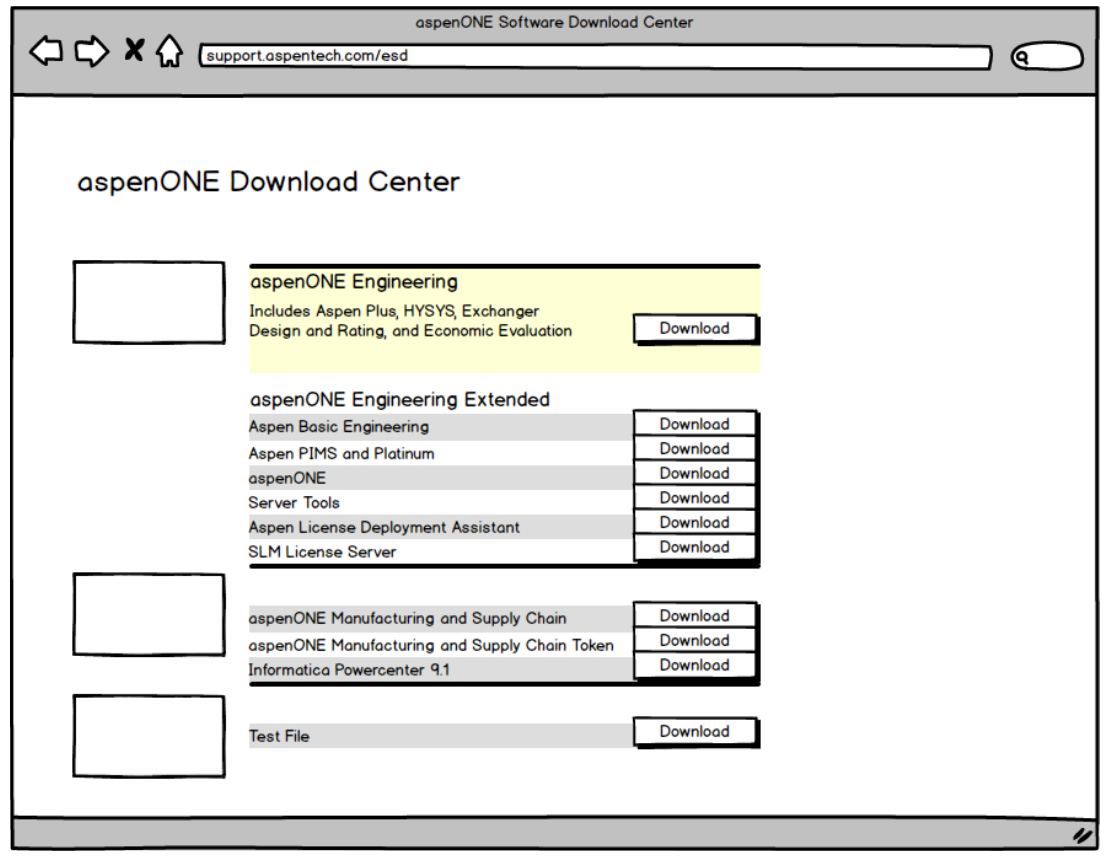 aspenONE Software Download Center
support.aspentech.com/esd
aspenONE Download Center
aspenONE Engineering
Includes Aspen Plus, HYSYS, Exchanger
Design and Rating, and Economic Evaluation
Download
aspenONE Engineering Extended
Aspen Basic Engineering Download
Aspen PIMS and Platinum Download
aspenONE Download
Server Tools Download
Aspen License Deployment Assistant Download
SLM License Server Download
aspenONE Manufacturing and Supply Chain Download
aspenONE Manufacturing and Supply Chain Token Download
Informatica Powercenter 9.1 Download
Test File Download